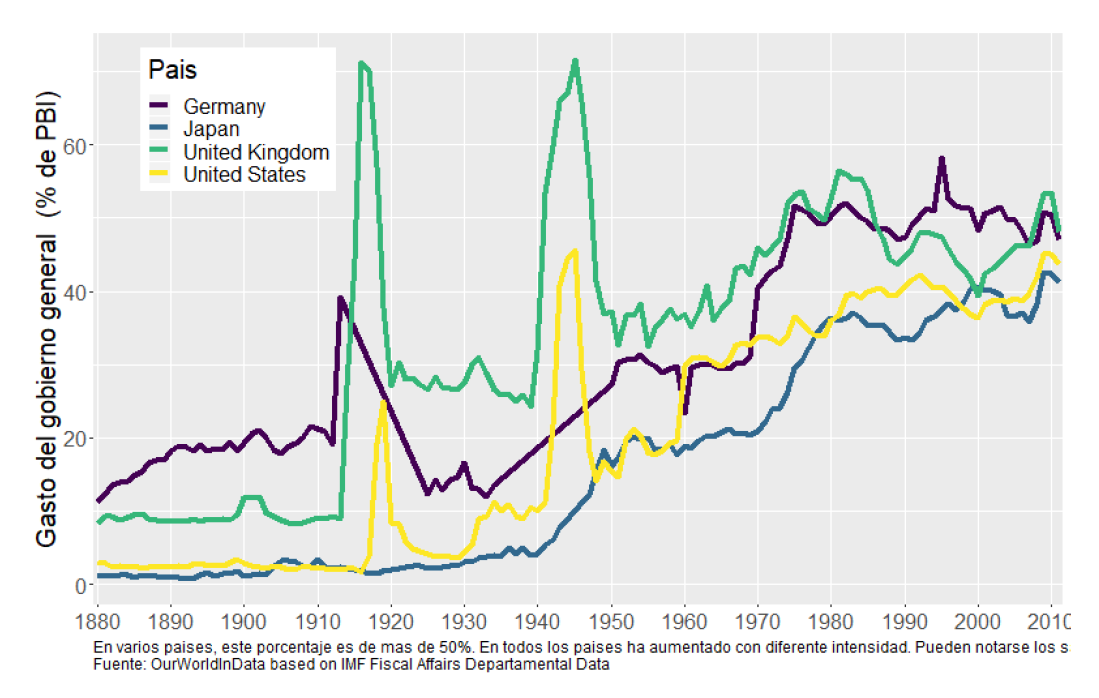 Gasto del gobierno general (% de PBI)
Pais
Germany
Japan
United Kingdom
United States
60
40
20
0
1880 1890 1900 1910 1920 1930 1940 1950 1960 1970 1980 1990 2000 201
En varios paises, este porcentaje es de mas de 50%. En todos los paises ha aumentado con diferente intensidad. Pueden notarse los s
Fuente: OurWorldInData based on IMF Fiscal Affairs Departamental Data